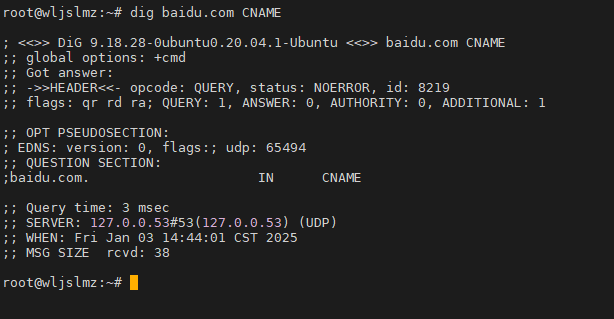 root@wljslmz:~# dig baidu.com CNAME
; <<>> DiG 9.18.28-0ubuntu0.20.04.1-Ubuntu <<>> baidu.com CNAME
;; global options: +cmd
;; Got answer:
;; ->>HEADER<<- opcode: QUERY, status: NOERROR, id: 8219
;; flags: qr rd ra; QUERY: 1, ANSWER: 0, AUTHORITY: 0, ADDITIONAL: 1
;; OPT PSEUDOSECTION:
; EDNS: version: 0, flags:; udp: 65494
;; QUESTION SECTION:
;baidu.com. IN CNAME
;; Query time: 3 msec
;; SERVER: 127.0.0.53#53(127.0.0.53) (UDP)
;; WHEN: Fri Jan 03 14:44:01 CST 2025
;; MSG SIZE rcvd: 38
root@wljslmz:~#